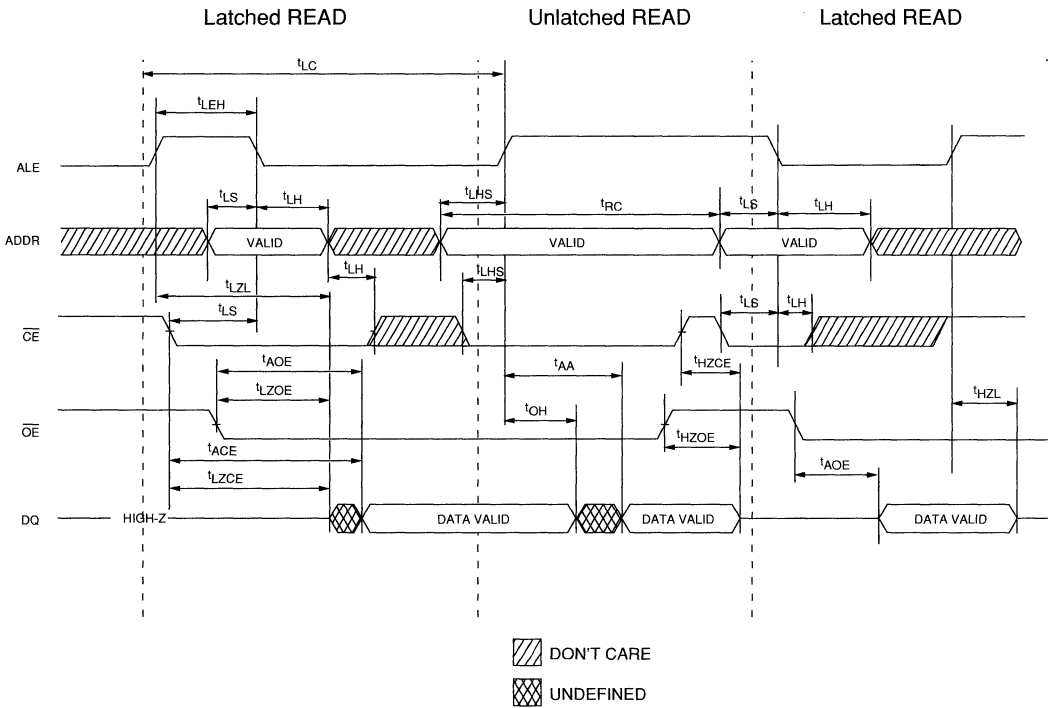 Latched READ Unlatched READ Latched READ
tLC
tLEH
ALE
tLS tLH tLHS tRC tLS tLH
ADDR VALID VALID VALID
tLH tLHS
tLZL
tLS tLS tLH
CE
tAOE tAA tHZCE
tLZOE tOH tHZL
OE
tACE tHZOE
tAOE
tLZCE
DQ HIGH-Z DATA VALID DATA VALID DATA VALID
DON'T CARE
UNDEFINED